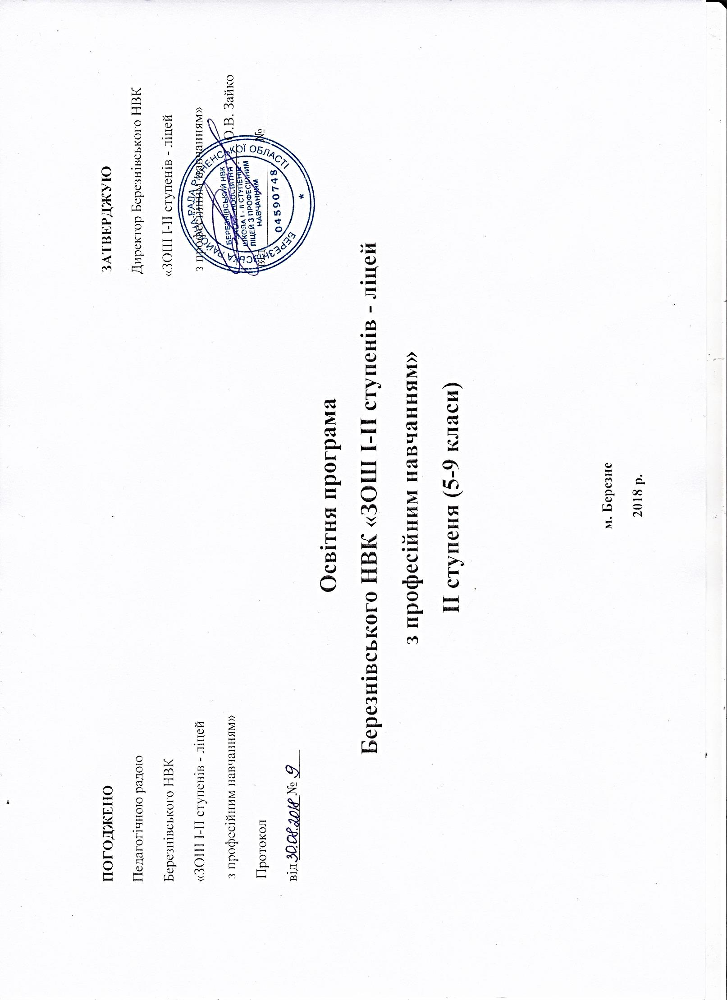 ПОГОДЖЕНО
Педагогічною радою
Березнівського НВК
«ЗОШ І-ІІ ступенів - ліцей
з професійним навчанням»
Протокол
від 30.08.2018 № 9
ЗАТВЕРДЖУЮ
Директор Березнівського НВК
«ЗОШ І-ІІ ступенів - ліцей
з професійним навчанням»
О.В. Зайко
від №
БЕРЕЗНІВСЬКА РАЙОННА РАДА РІВНЕНСЬКОЇ ОБЛАСТІ
*
БЕРЕЗНІВСЬКИЙ НВК
ЗАГАЛЬНООСВІТНЯ
ШКОЛА І - ІІ СТУПЕНІВ -
ЛІЦЕЙ З ПРОФЕСІЙНИМ
НАВЧАННЯМ
04590748
Освітня програма
Березнівського НВК «ЗОШ І-ІІ ступенів - ліцей
з професійним навчанням»
ІІ ступеня (5-9 класи)
м. Березне
2018 р.